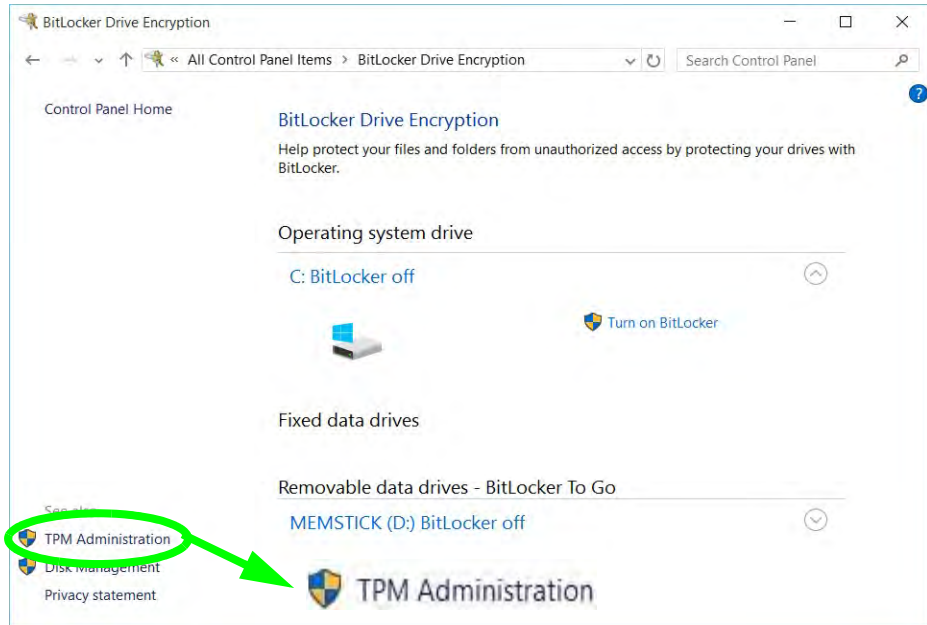 BitLocker Drive Encryption
« All Control Panel Items > BitLocker Drive Encryption
Search Control Panel
Control Panel Home
BitLocker Drive Encryption
Help protect your files and folders from unauthorized access by protecting your drives with
BitLocker.
Operating system drive
C: BitLocker off
Turn on BitLocker
Fixed data drives
Removable data drives - BitLocker To Go
MEMSTICK (D:) BitLocker off
See also
TPM Administration
Disk Management
Privacy statement
TPM Administration